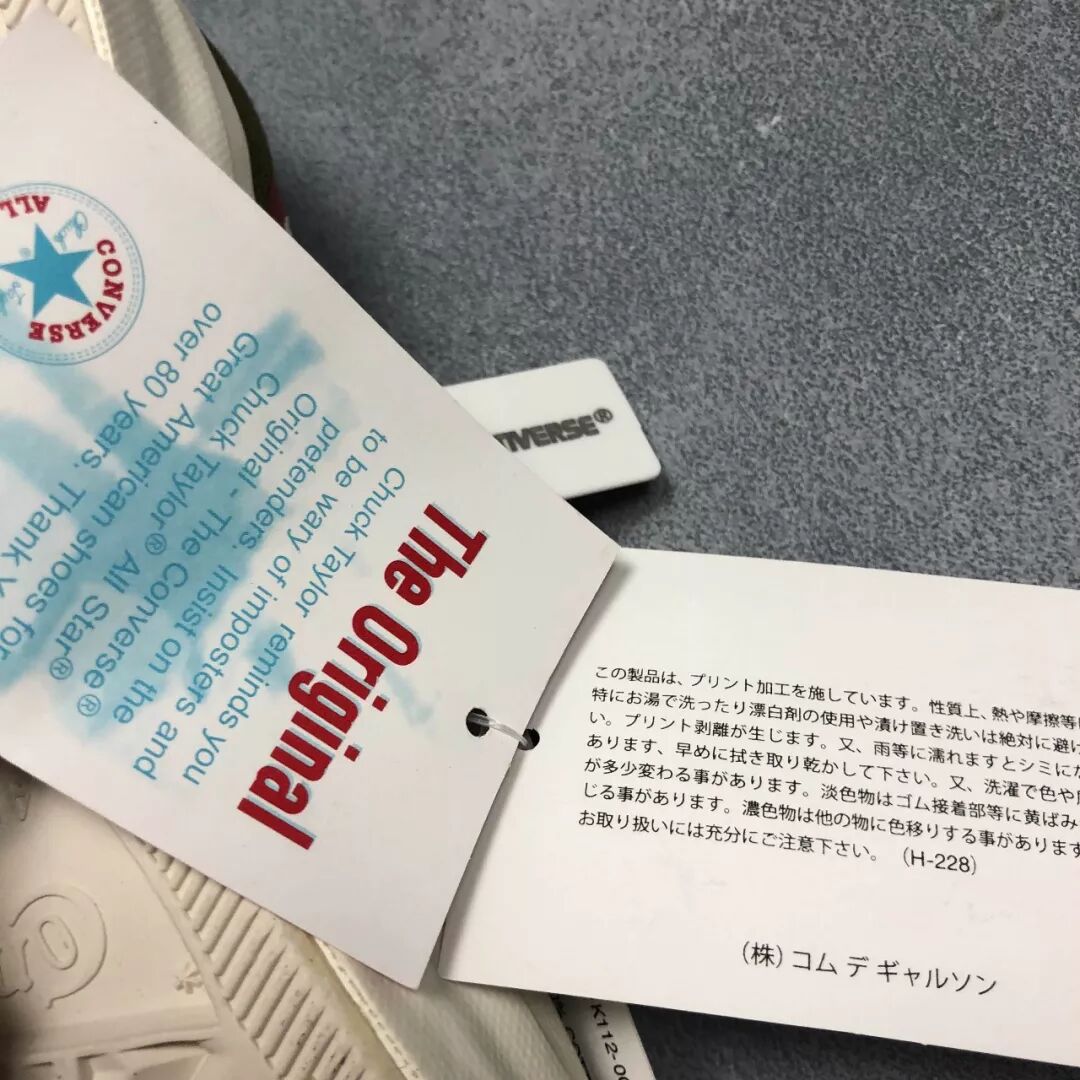 ALL
CONVERSE
Chuck
The Original
Chuck Taylor reminds you
to be wary of imposters and
pretenders. Insist on the
Original - The Converse®
Chuck Taylor® All Star®
Great American shoes for
over 80 years. Thank
VERSE®
この製品は、プリント加工を施しています。性質上、熱や摩擦等
特にお湯で洗ったり漂白剤の使用や漬け置き洗いは絶対に避け
い。プリント剥離が生じます。又、雨等に濡れますとシミにな
あります、早めに拭き取り乾かして下さい。又、洗濯で色や
が多少変わる事があります。淡色物はゴム接着部等に黄ばみ
じる事があります。濃色物は他の物に色移りする事があります
お取り扱いには充分にご注意下さい。（H-228）
（株）コム デ ギャルソン
K112-00